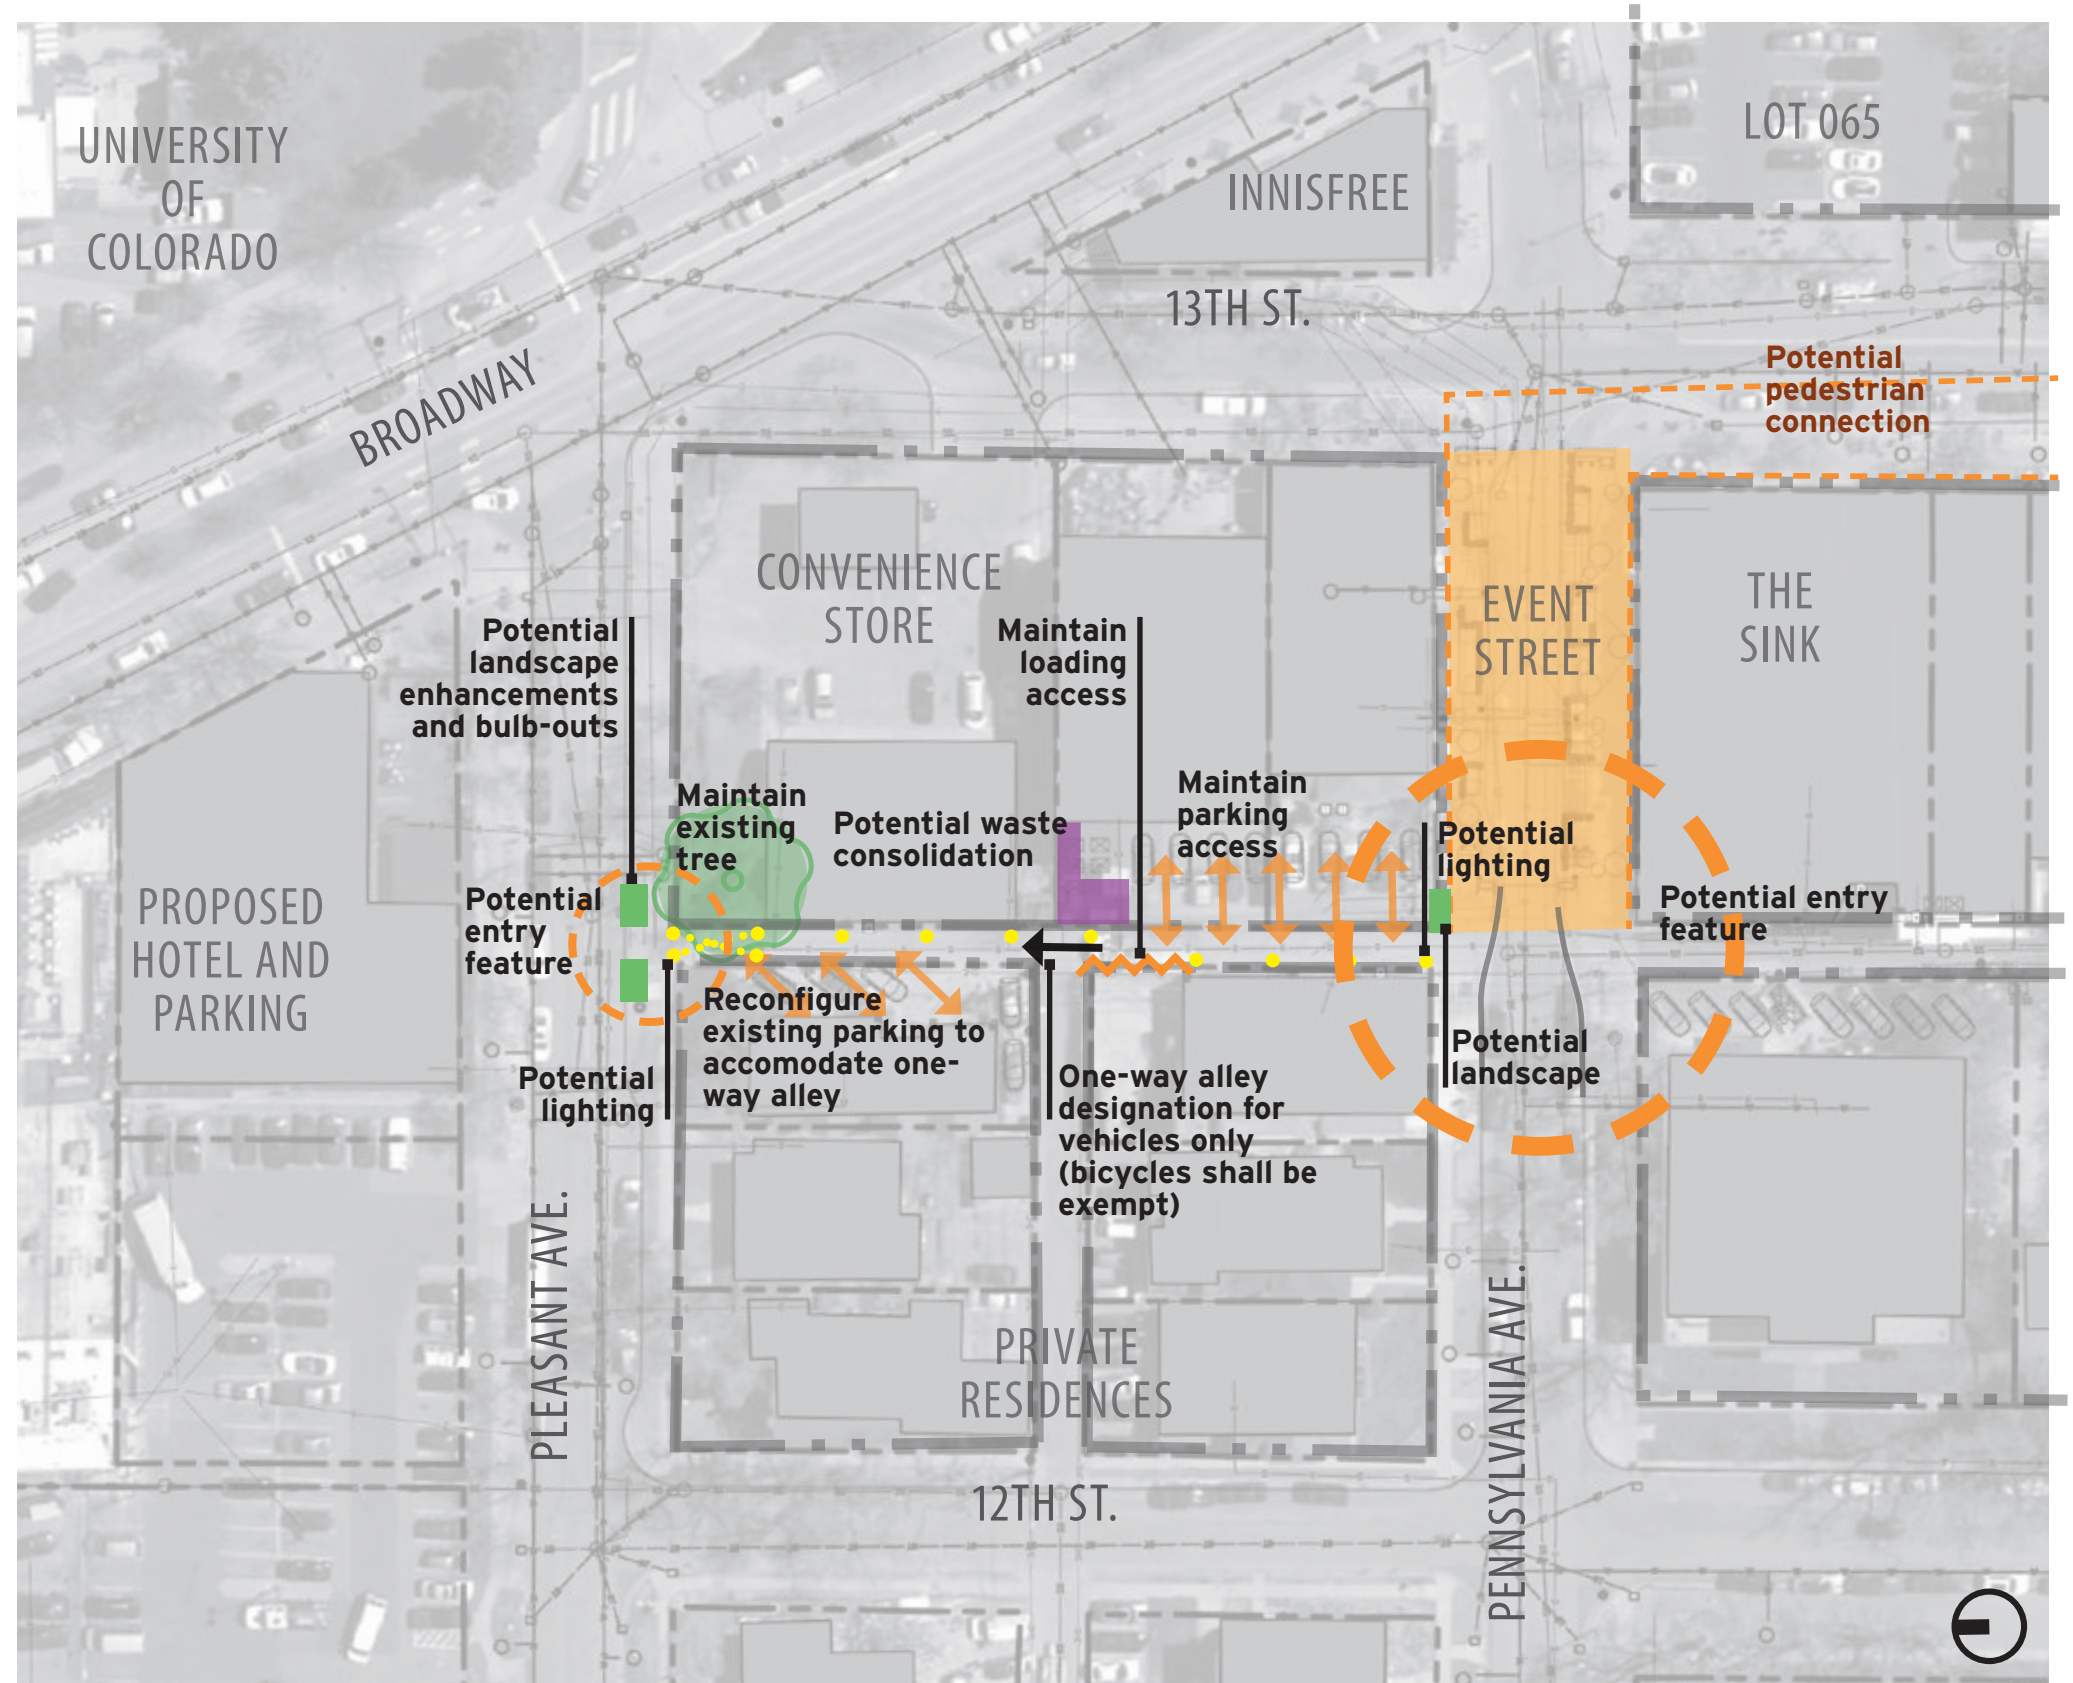 UNIVERSITY
OF
COLORADO
LOT 065
INNISFREE
13TH ST.
BROADWAY
Potential
pedestrian
connection
CONVENIENCE
STORE
EVENT
STREET
THE
SINK
Potential
landscape
enhancements
and bulb-outs
Maintain
loading
access
Maintain
existing
tree
Potential waste
consolidation
Maintain
parking
access
Potential
lighting
PROPOSED
HOTEL AND
PARKING
Potential
entry
feature
Potential entry
feature
Reconfigure
existing parking to
accomodate one-
way alley
Potential
lighting
One-way alley
designation for
vehicles only
(bicycles shall be
exempt)
Potential
landscape
PLEASANT AVE.
PENNSYLVANIA AVE.
PRIVATE
RESIDENCES
12TH ST.